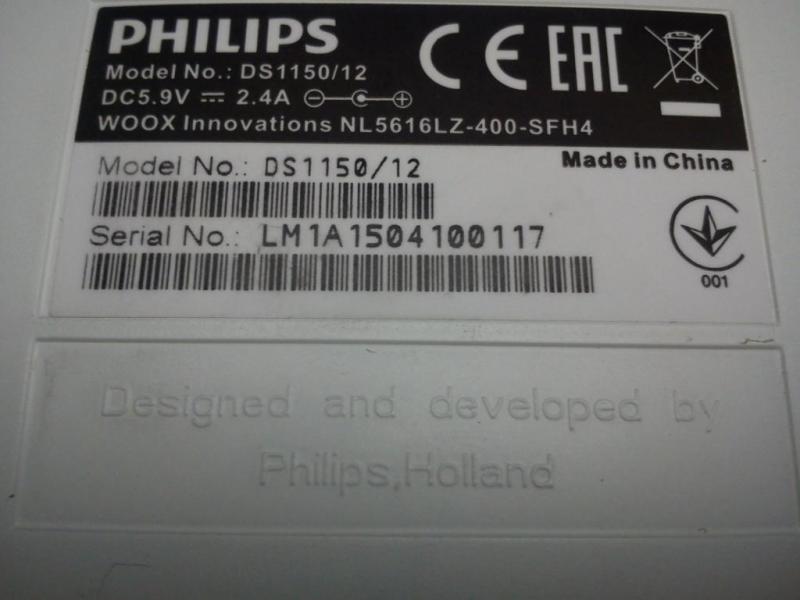 PHILIPS
Model No.: DS1150/12
DC5.9V ⎓ 2.4A
WOOX Innovations NL5616LZ-400-SFH4
CE EAC
Made in China
Model No.: DS1150/12
Serial No.: LM1A1504100117
001
Designed and developed by
Philips,Holland